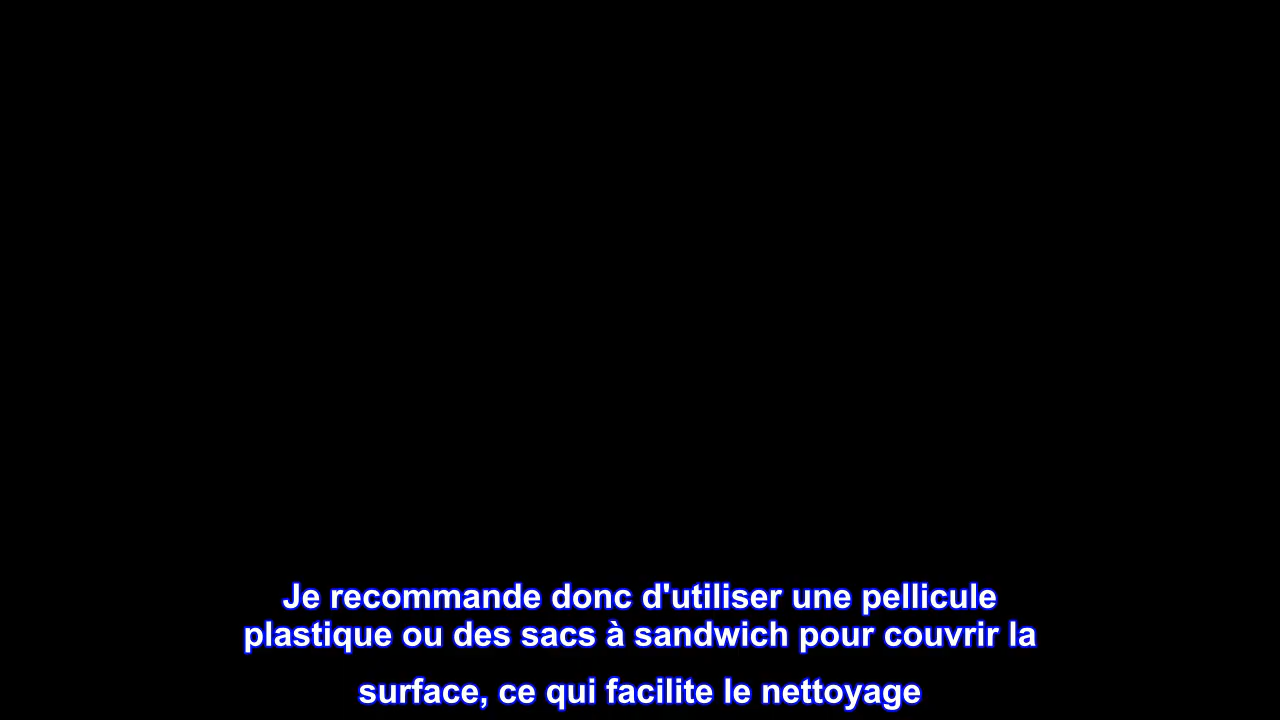 Je recommande donc d'utiliser une pellicule
plastique ou des sacs à sandwich pour couvrir la
surface, ce qui facilite le nettoyage